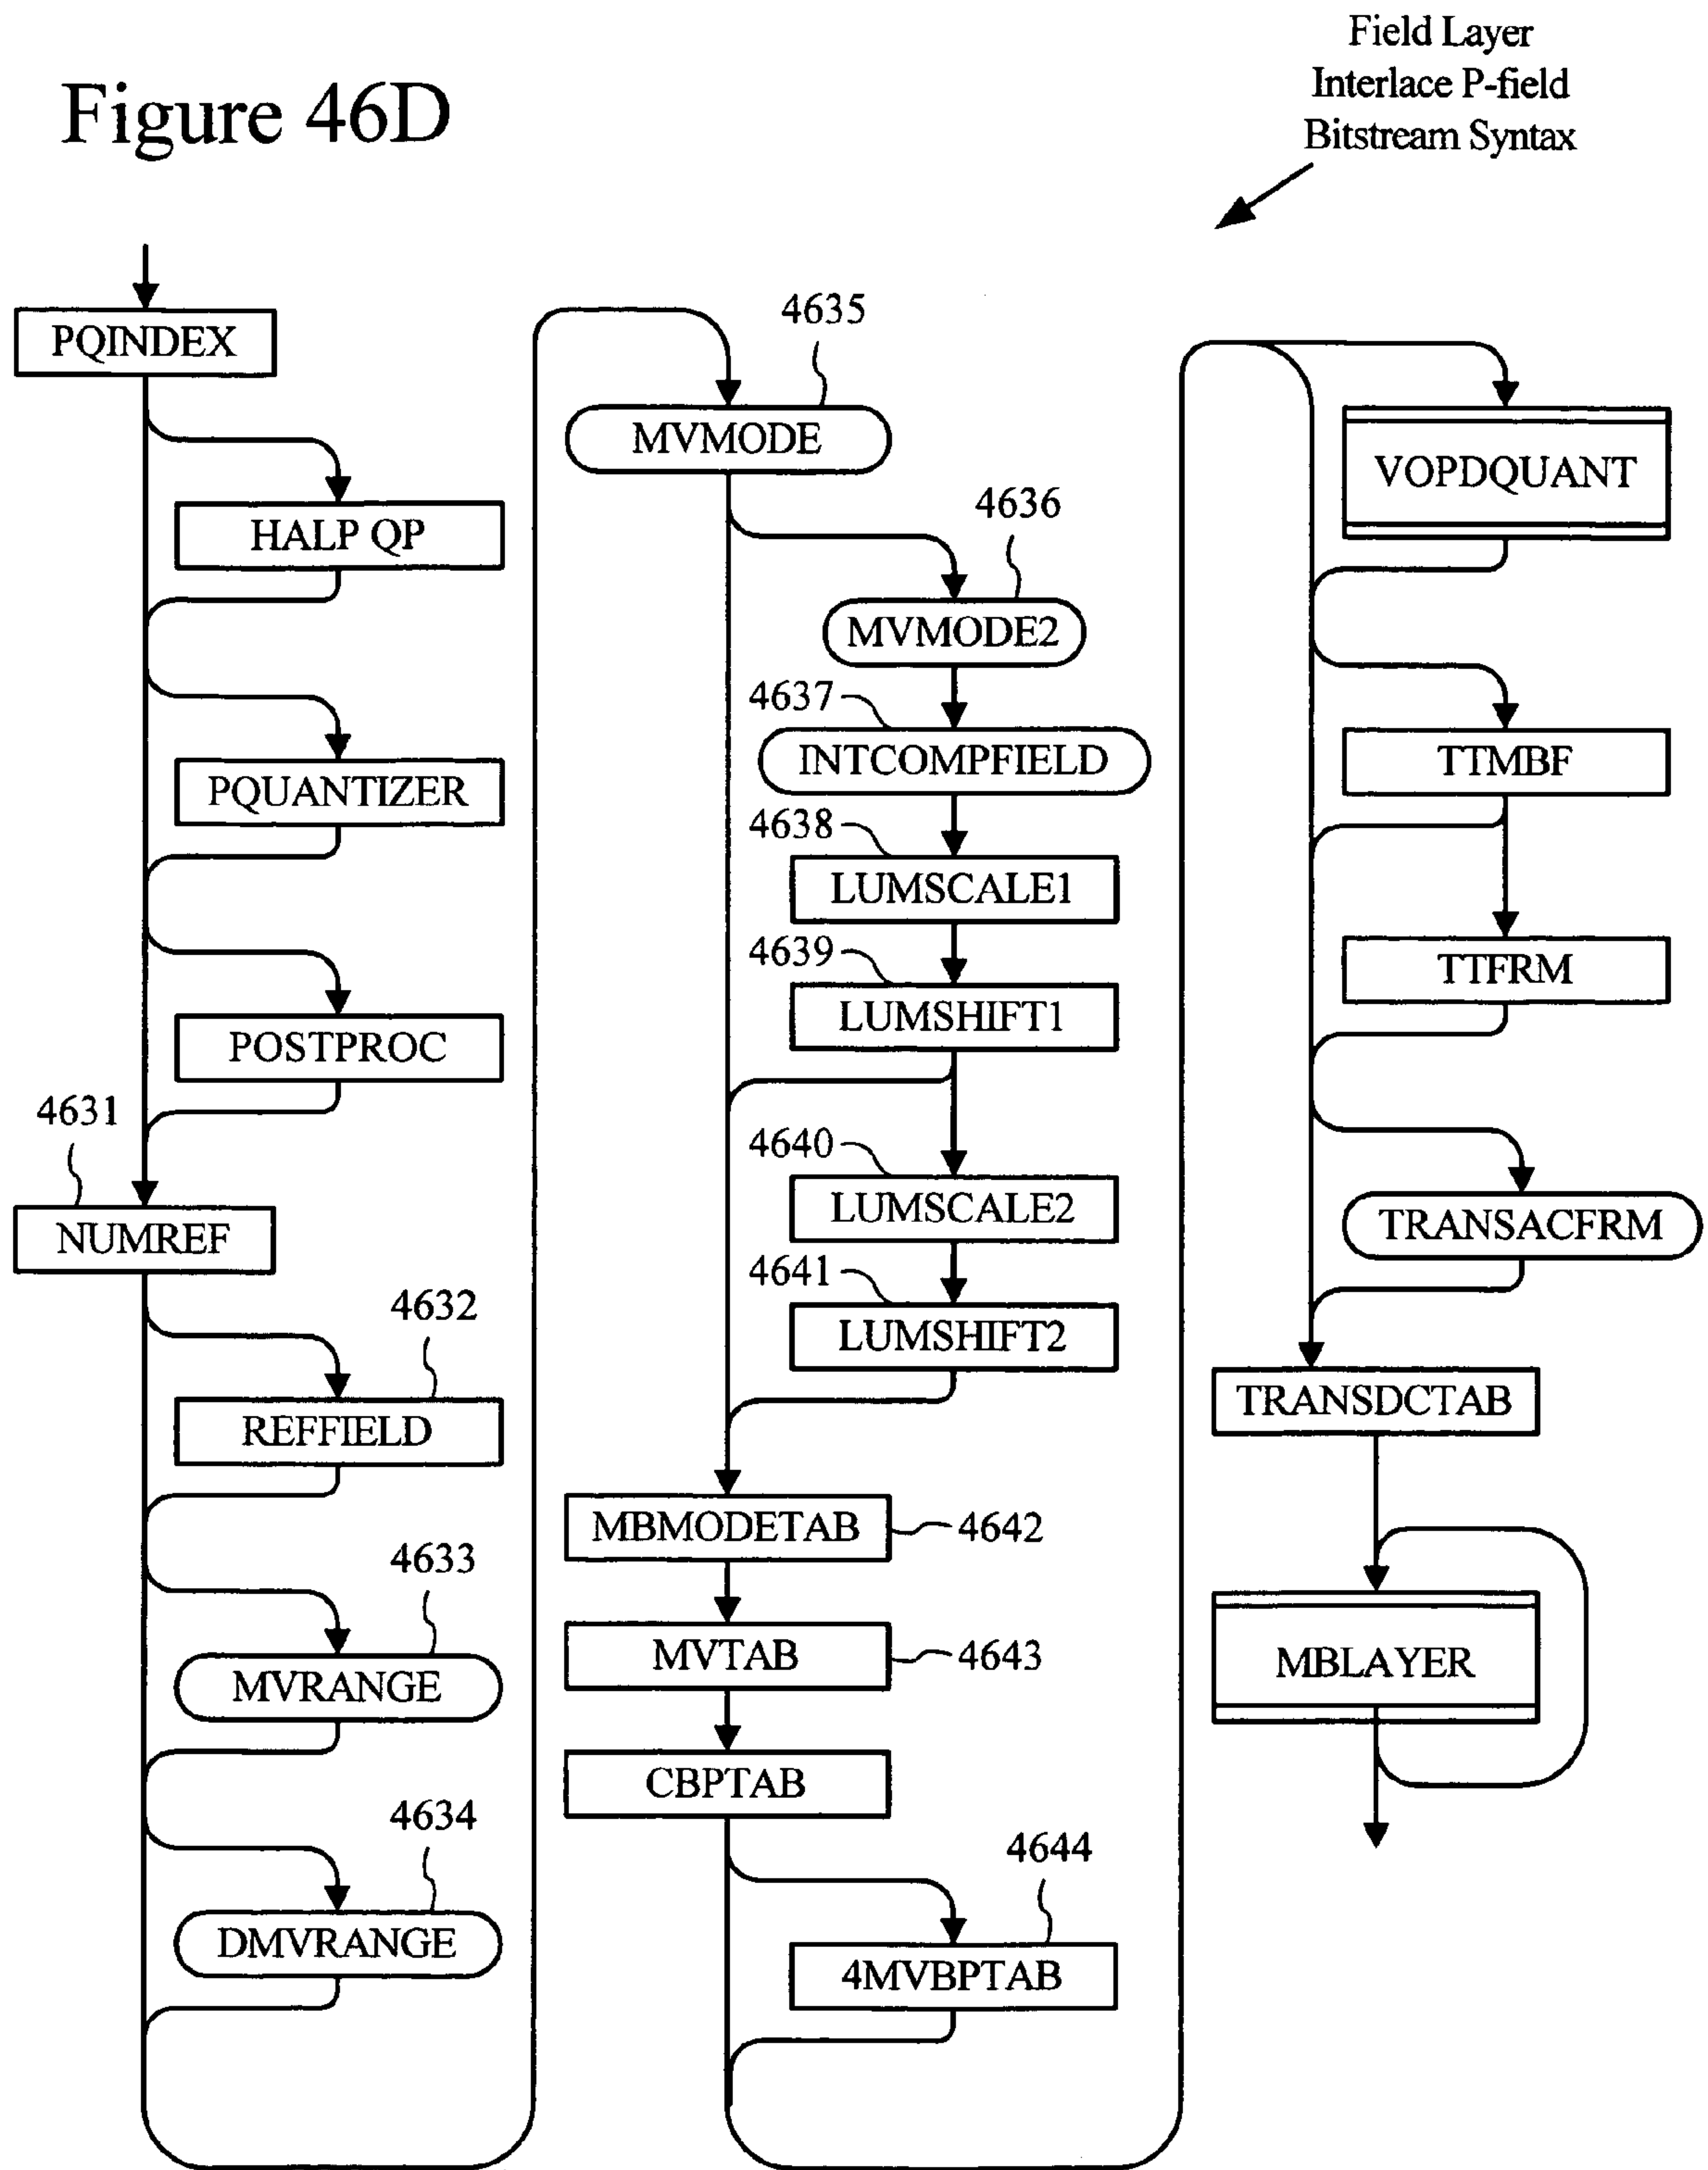 Figure 46D
Field Layer
Interlace P-field
Bitstream Syntax
PQINDEX
HALP QP
PQUANTIZER
POSTPROC
4631
NUMREF
4632
REFFIELD
4633
MVRANGE
4634
DMVRANGE
4635
MVMODE
4636
MVMODE2
4637
INTCOMPFIELD
4638
LUMSCALE1
4639
LUMSHIFT1
4640
LUMSCALE2
4641
LUMSHIFT2
MBMODETAB
4642
MVTAB
4643
CBPTAB
4644
4MVBPTAB
VOPDQUANT
TTMBF
TTFRM
TRANSACFRM
TRANSDCTAB
MBLAYER